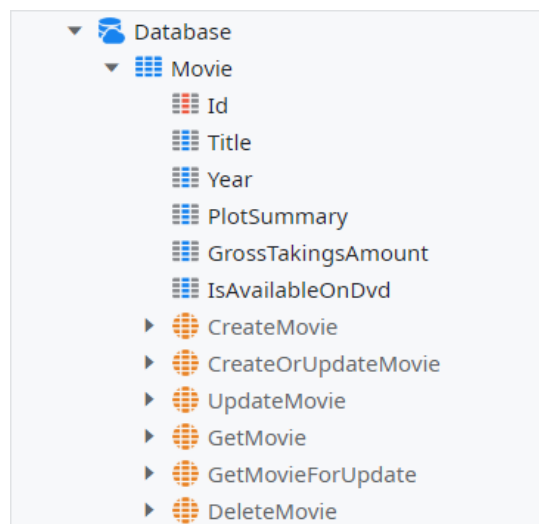 Database
Movie
Id
Title
Year
PlotSummary
GrossTakingsAmount
IsAvailableOnDvd
CreateMovie
CreateOrUpdateMovie
UpdateMovie
GetMovie
GetMovieForUpdate
DeleteMovie